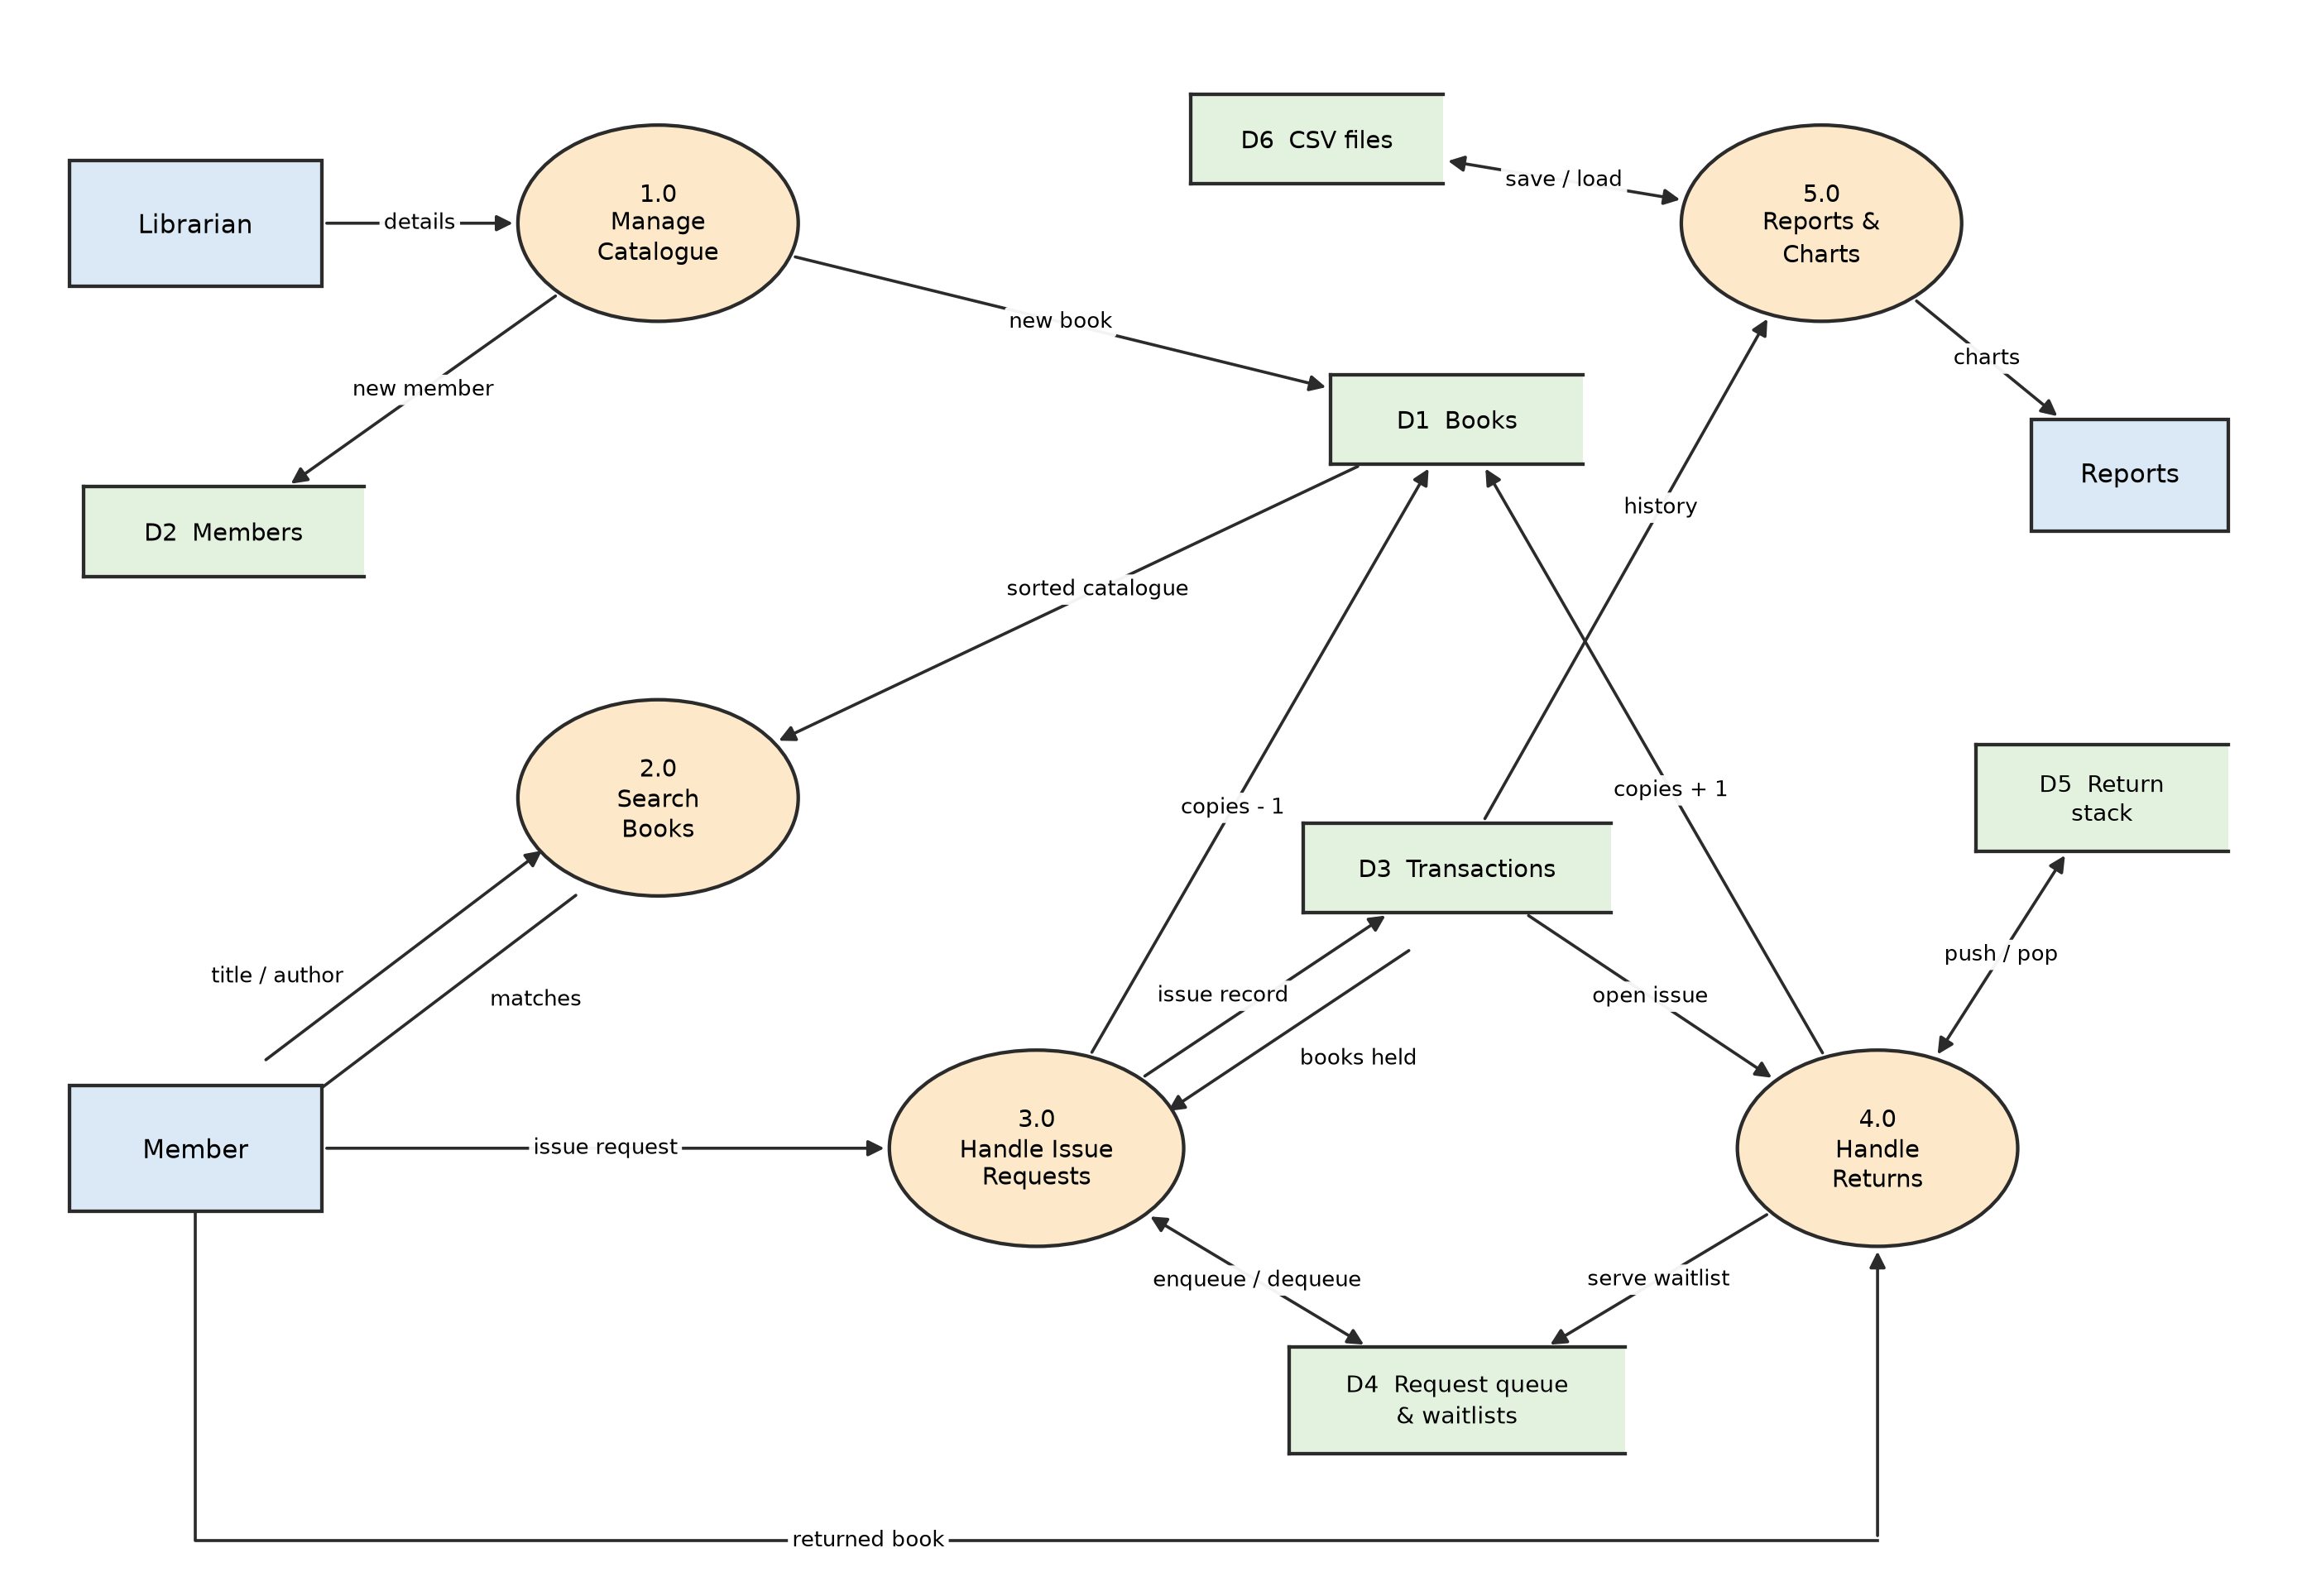 D6  CSV files
save / load
5.0
Reports &
Charts
Librarian
details
1.0
Manage
Catalogue
new book
charts
new member
D1  Books
Reports
D2  Members
history
sorted catalogue
2.0
Search
Books
copies - 1
copies + 1
D5  Return
stack
D3  Transactions
title / author
matches
issue record
open issue
push / pop
books held
Member
issue request
3.0
Handle Issue
Requests
4.0
Handle
Returns
enqueue / dequeue
serve waitlist
D4  Request queue
& waitlists
returned book